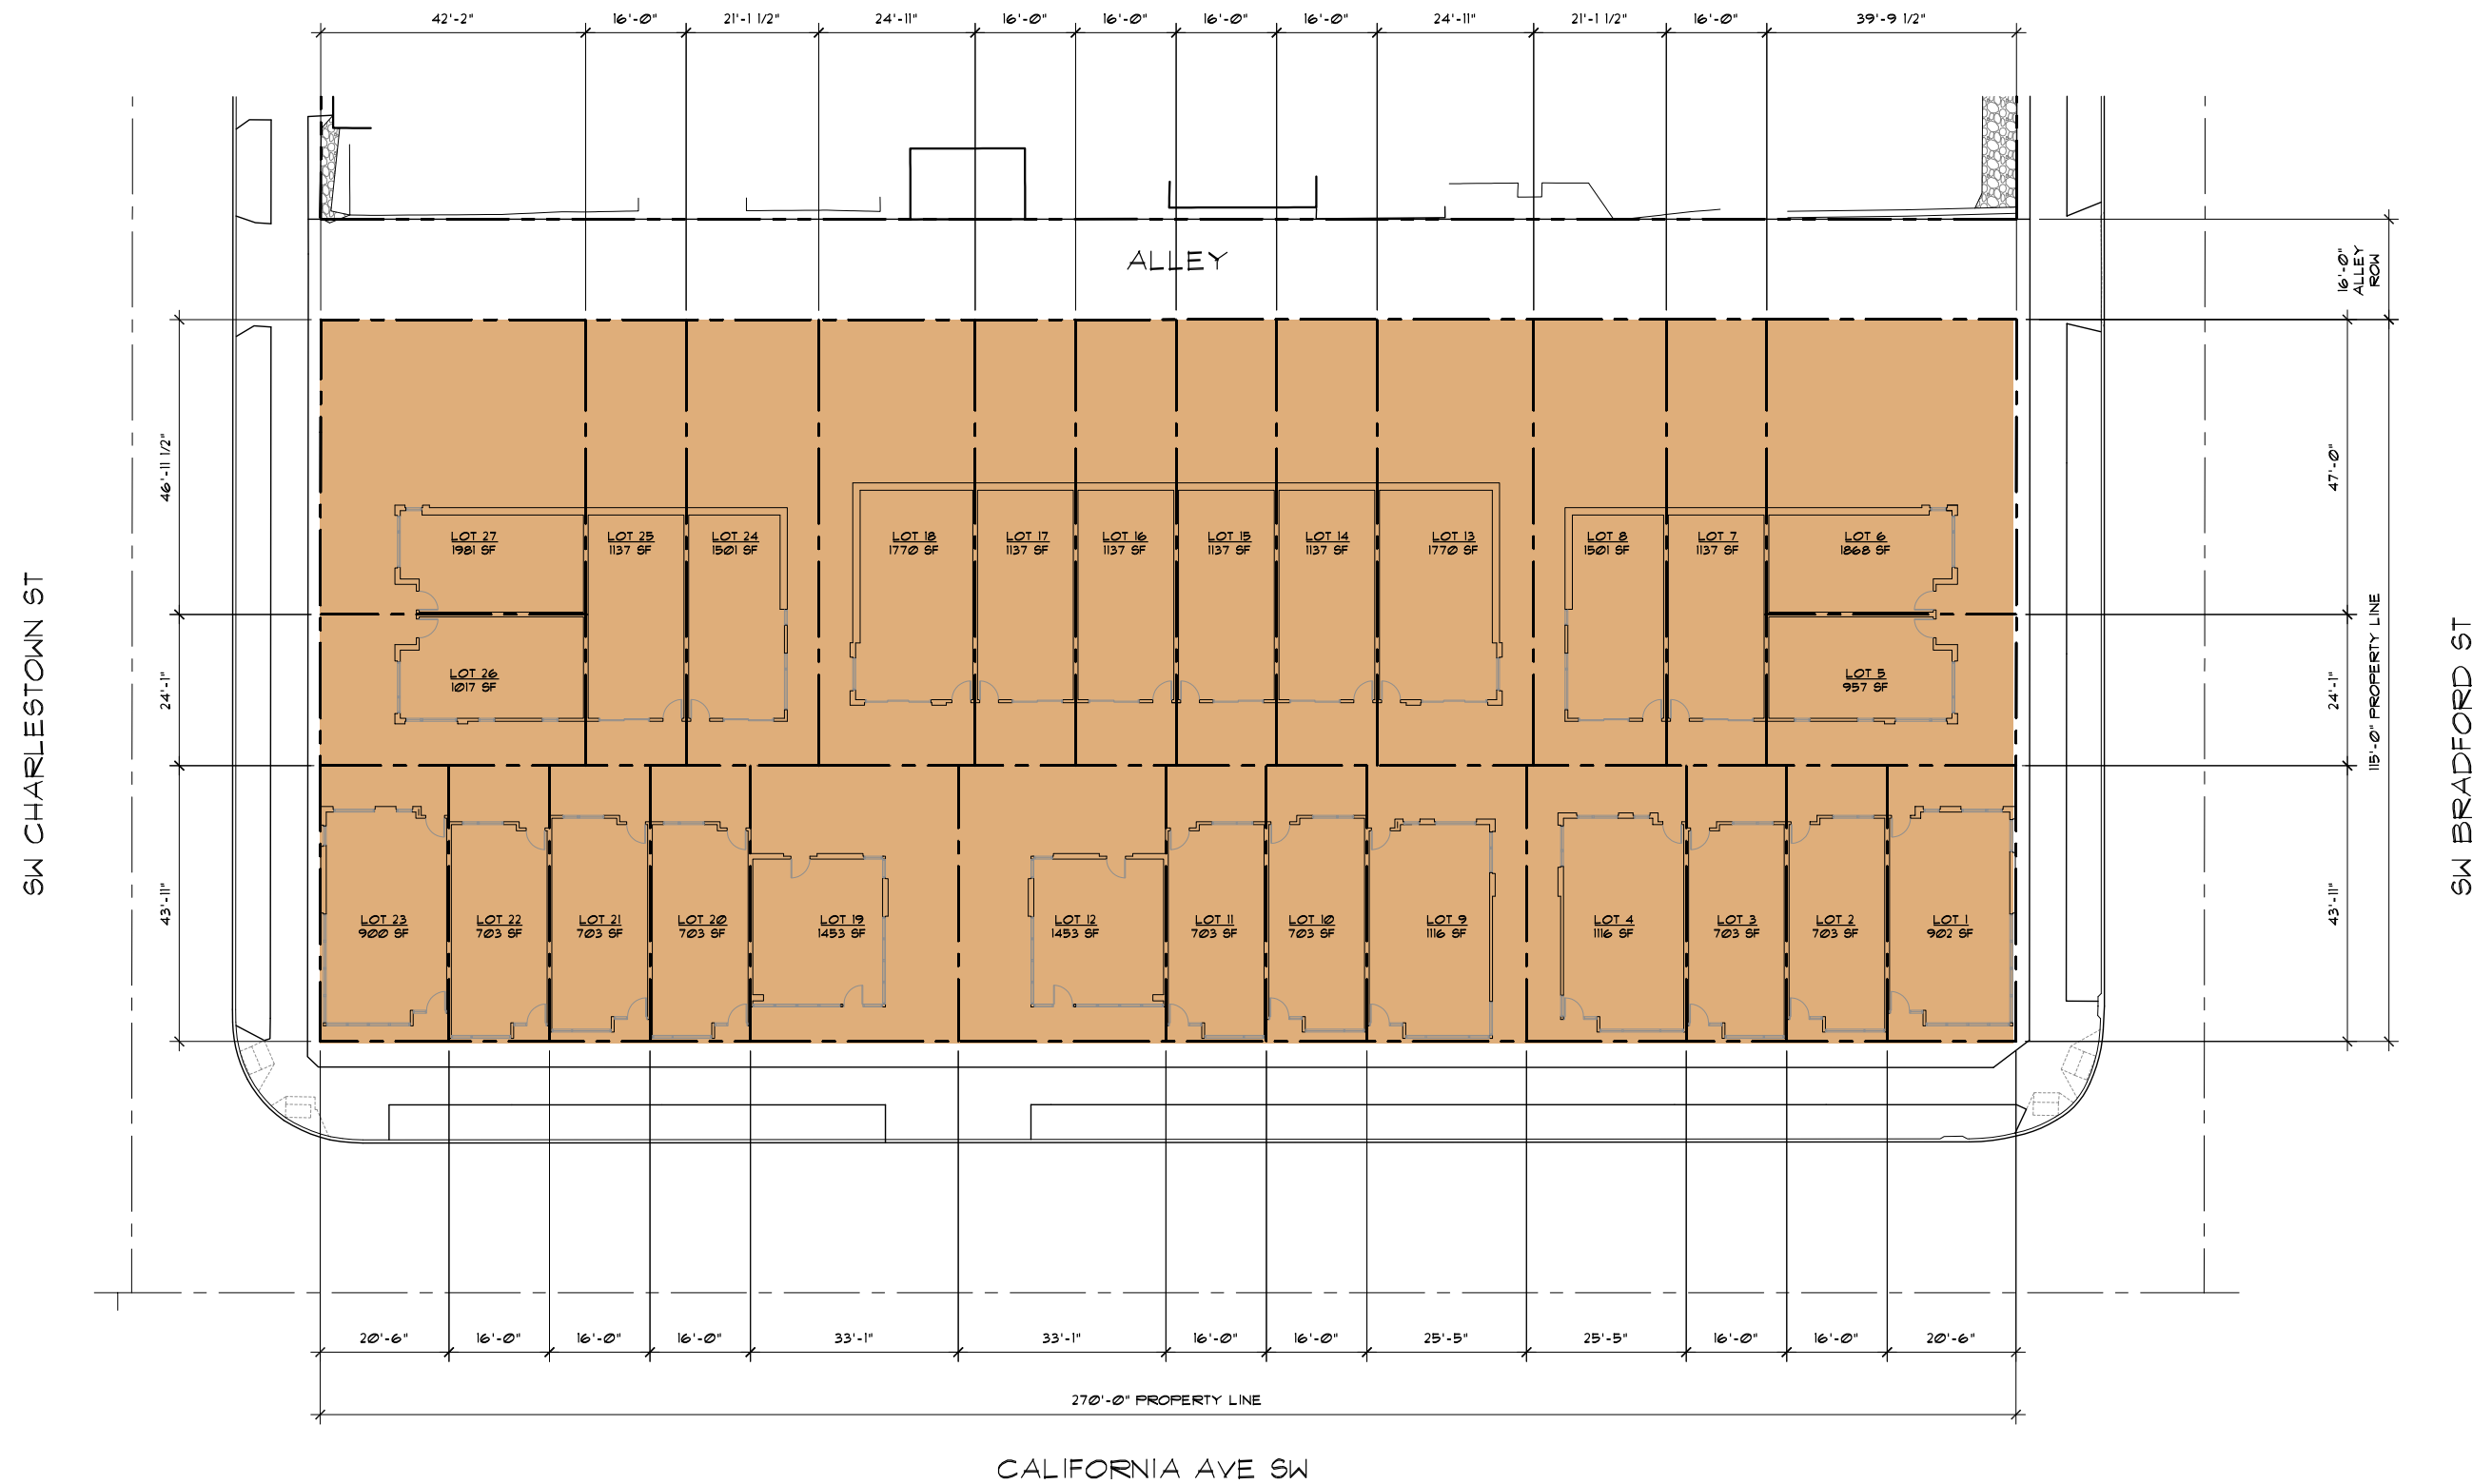 42'-2" 16'-0" 21'-1 1/2" 24'-11" 16'-0" 16'-0" 16'-0" 16'-0" 24'-11" 21'-1 1/2" 16'-0" 39'-9 1/2"
ALLEY
16'-0"
ALLEY
ROW
46'-11 1/2"
47'-0"
LOT 27
1981 SF
LOT 25
1137 SF
LOT 24
1501 SF
LOT 18
1770 SF
LOT 17
1137 SF
LOT 16
1137 SF
LOT 15
1137 SF
LOT 14
1137 SF
LOT 13
1770 SF
LOT 8
1501 SF
LOT 7
1137 SF
LOT 6
1868 SF
SW CHARLESTOWN ST
24'-1"
LOT 26
1017 SF
LOT 5
957 SF
24'-1"
115'-0" PROPERTY LINE
SW BRADFORD ST
43'-11"
LOT 23
900 SF
LOT 22
703 SF
LOT 21
703 SF
LOT 20
703 SF
LOT 19
1453 SF
LOT 12
1453 SF
LOT 11
703 SF
LOT 10
703 SF
LOT 9
1116 SF
LOT 4
1116 SF
LOT 3
703 SF
LOT 2
703 SF
LOT 1
902 SF
43'-11"
20'-6" 16'-0" 16'-0" 16'-0" 33'-1" 33'-1" 16'-0" 16'-0" 25'-5" 25'-5" 16'-0" 16'-0" 20'-6"
270'-0" PROPERTY LINE
CALIFORNIA AVE SW